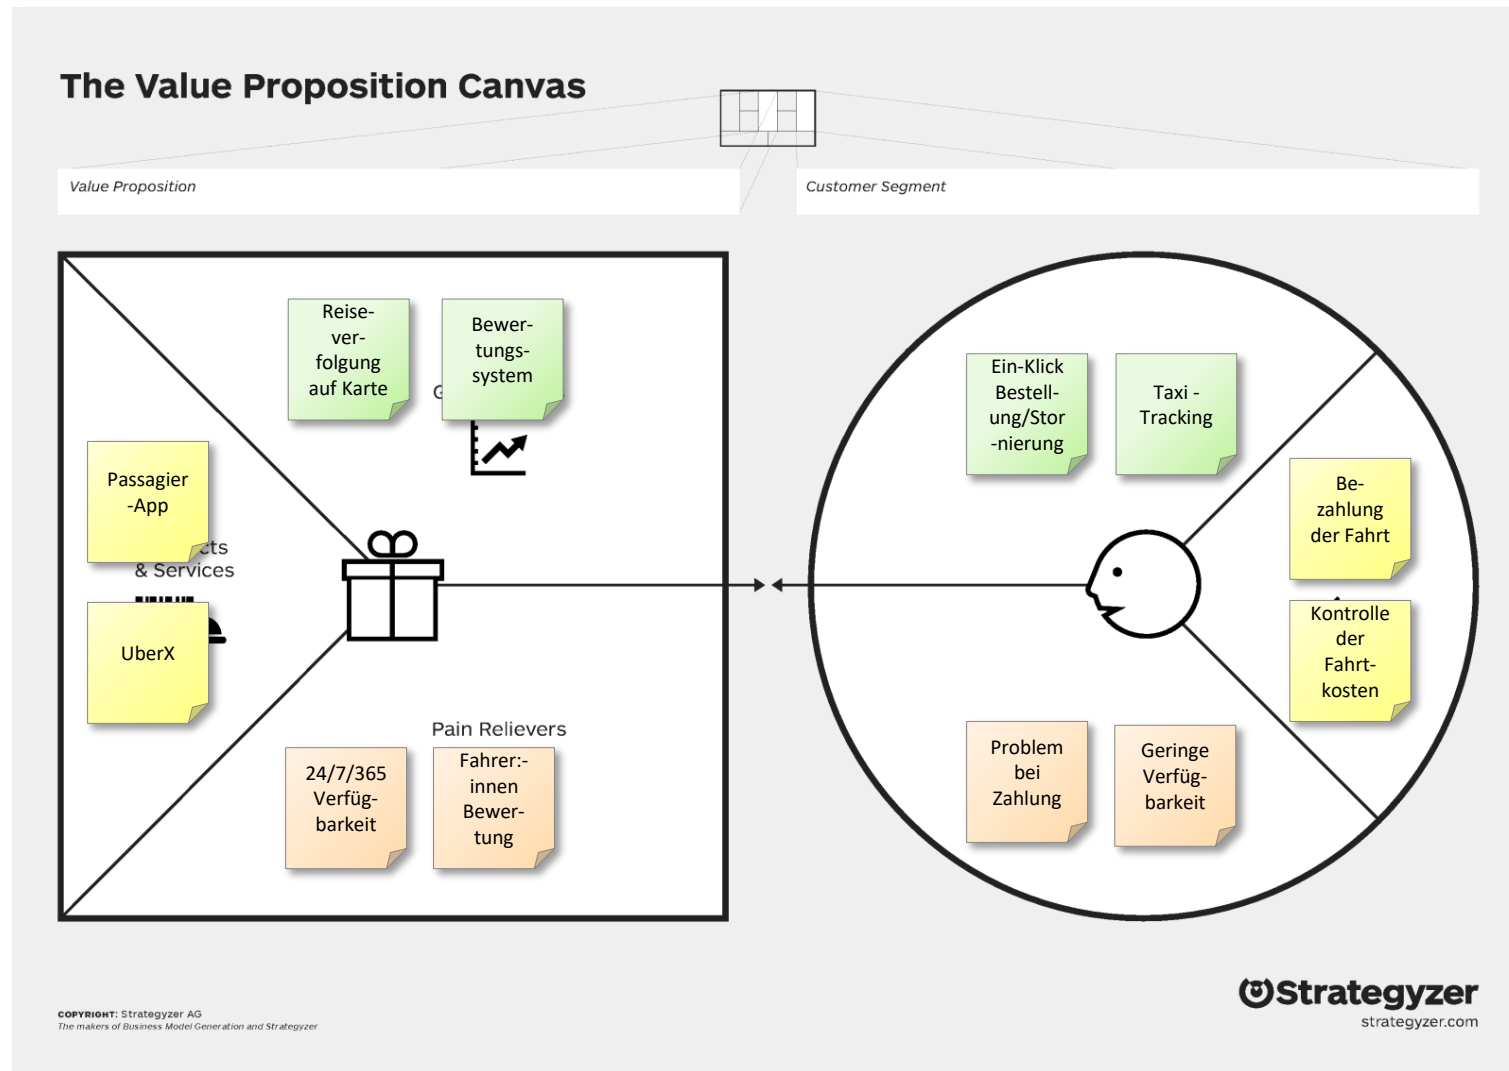 The Value Proposition Canvas
Value Proposition
Customer Segment
Reise-
ver-
folgung
auf Karte
Bewer-
tungs-
system
Passagier
-App
& Services
UberX
Pain Relievers
24/7/365
Verfüg-
barkeit
Fahrer:-
innen
Bewer-
tung
Ein-Klick
Bestell-
ung/Stor
-nierung
Taxi -
Tracking
Be-
zahlung
der Fahrt
Kontrolle
der
Fahrt-
kosten
Problem
bei
Zahlung
Geringe
Verfüg-
barkeit
COPYRIGHT: Strategyzer AG
The makers of Business Model Generation and Strategyzer
Strategyzer
strategyzer.com